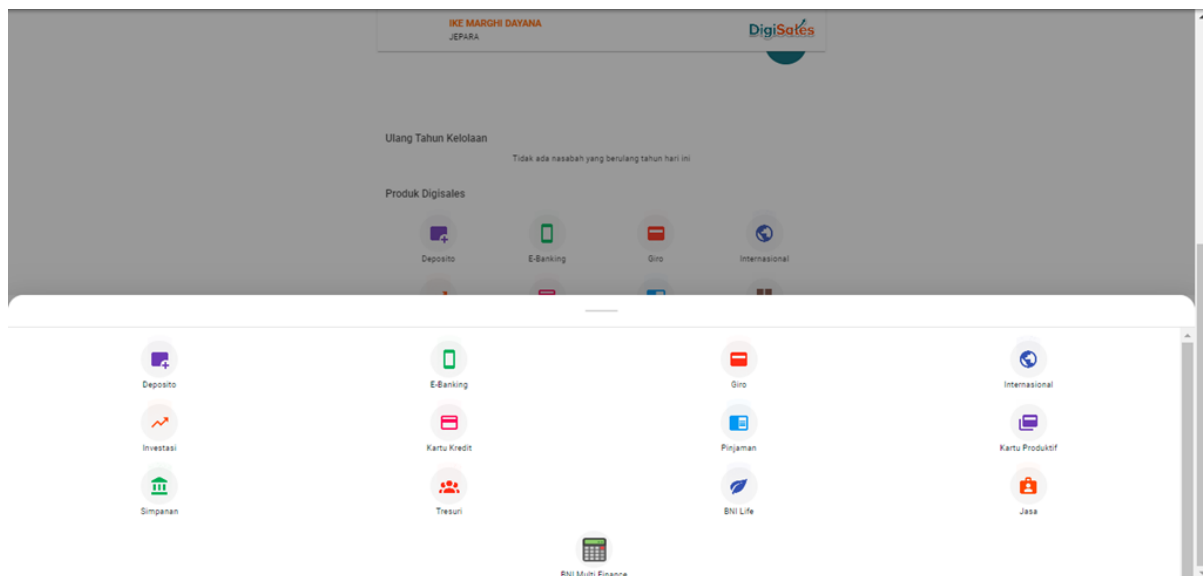 IKE MARGHI DAYANA
JEPARA
DigiSales
Ulang Tahun Kelolaan
Tidak ada nasabah yang berulang tahun hari ini
Produk Digisales
Deposito E-Banking Giro Internasional
Deposito E-Banking Giro Internasional
Investasi Kartu Kredit Pinjaman Kartu Produktif
Simpanan Tresuri BNI Life Jasa
BNI Multi Finance